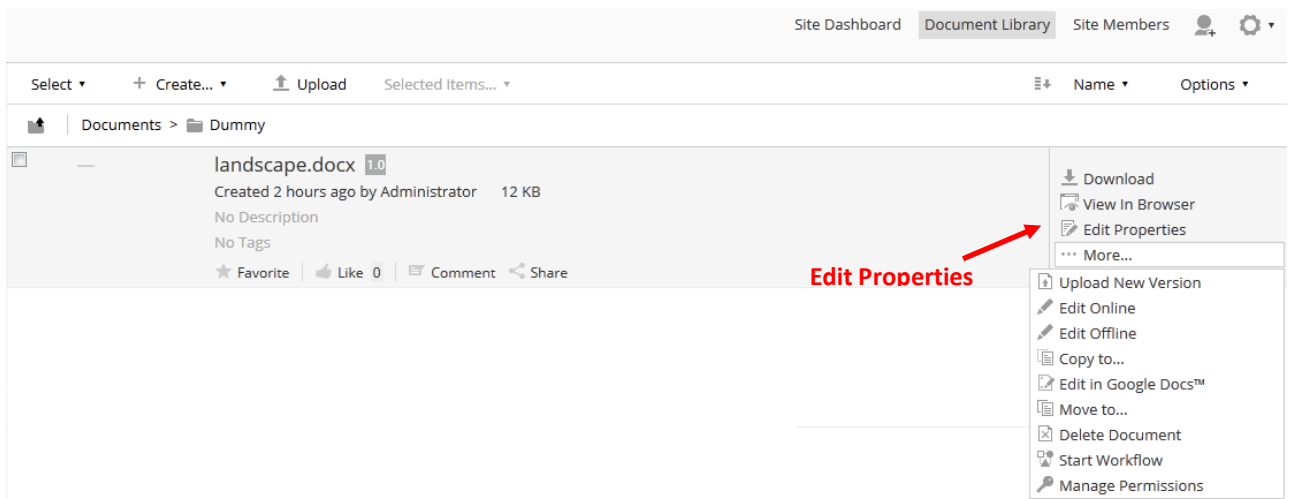 Site Dashboard Document Library Site Members
Select Create... Upload Selected Items... Name Options
Documents > Dummy
landscape.docx 1.0
Created 2 hours ago by Administrator 12 KB
No Description
No Tags
Favorite Like 0 Comment Share
Download
View In Browser
Edit Properties
··· More...
Edit Properties
Upload New Version
Edit Online
Edit Offline
Copy to...
Edit in Google Docs™
Move to...
Delete Document
Start Workflow
Manage Permissions